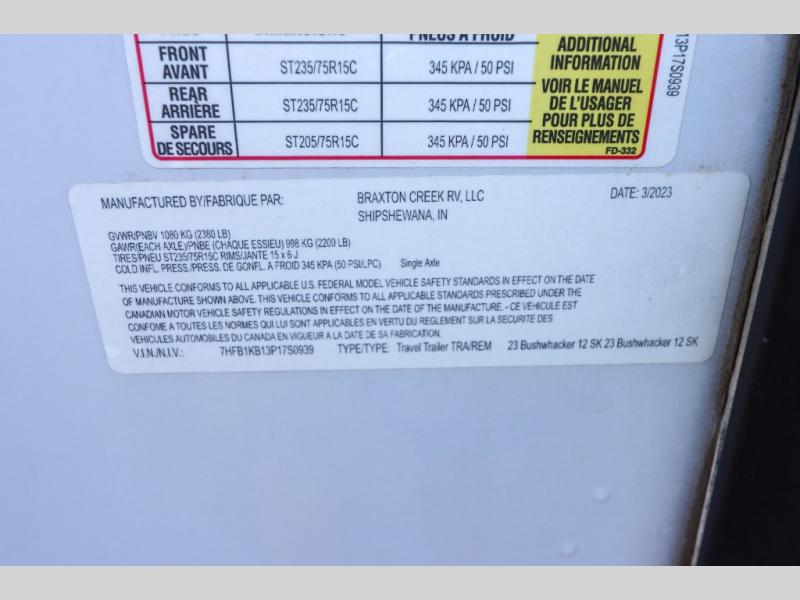 PNEUS A FROID
FRONT AVANT ST235/75R15C 345 KPA / 50 PSI
REAR ARRIÈRE ST235/75R15C 345 KPA / 50 PSI
SPARE DE SECOURS ST205/75R15C 345 KPA / 50 PSI
ADDITIONAL
INFORMATION
VOIR LE MANUEL
DE L'USAGER
POUR PLUS DE
RENSEIGNEMENTS
FD-332
13P17S0939
MANUFACTURED BY/FABRIQUE PAR: BRAXTON CREEK RV, LLC DATE: 3/2023
SHIPSHEWANA, IN
GVWR/PNBV 1080 KG (2380 LB)
GAWR/(EACH AXLE)/PNBE (CHAQUE ESSIEU) 998 KG (2200 LB)
TIRES/PNEU ST235/75R15C RIMS/JANTE 15 x 6 J
COLD INFL. PRESS./PRESS. DE GONFL. A FROID 345 KPA (50 PSI/LPC) Single Axle
THIS VEHICLE CONFORMS TO ALL APPLICABLE U.S. FEDERAL MODEL VEHICLE SAFETY STANDARDS IN EFFECT ON THE DATE
OF MANUFACTURE SHOWN ABOVE. THIS VEHICLE CONFORMS TO ALL APPLICABLE STANDARDS PRESCRIBED UNDER THE
CANADIAN MOTOR VEHICLE SAFETY REGULATIONS IN EFFECT ON THE DATE OF THE MANUFACTURE. - CE VEHICULE EST
CONFOME A TOUTES LES NORMES QUI LUI SONT APPLICABLES EN VERTU DU REGLEMENT SUR LA SECURITE DES
VEHICULES AUTOMOBILES DU CANADA EN VIGUEUR A LA DATE DE SA FABRICATION.
V.I.N./N.I.V.: 7HFB1KB13P17S0939 TYPE/TYPE: Travel Trailer TRA/REM 23 Bushwhacker 12 SK 23 Bushwhacker 12 SK